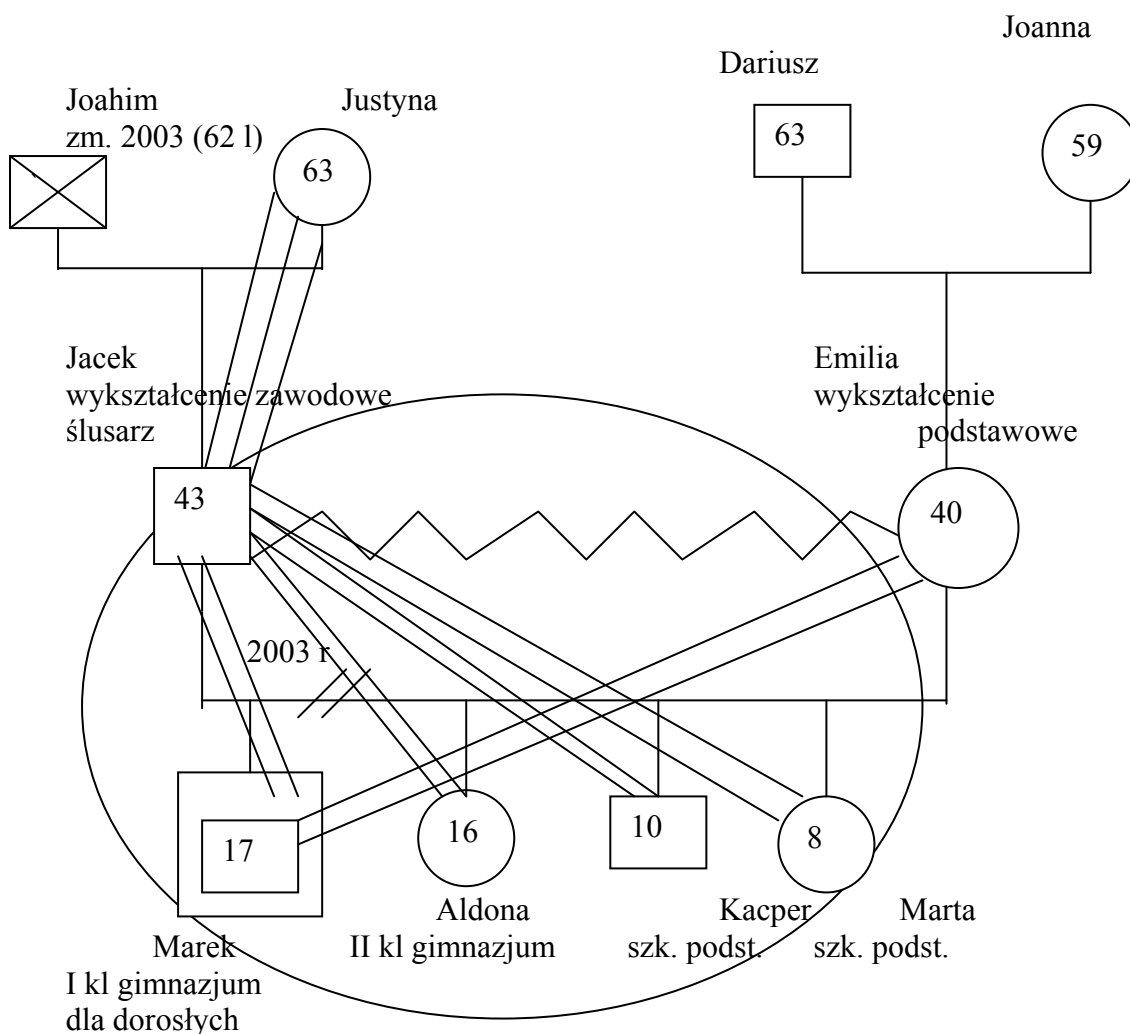 Joanna
Dariusz
Joahim Justyna
zm. 2003 (62 l)
63
63
59
Jacek
wykształcenie zawodowe
ślusarz
Emilia
wykształcenie
podstawowe
43
40
2003 r
17
16
10
8
Aldona Kacper Marta
Marek II kl gimnazjum szk. podst. szk. podst.
I kl gimnazjum
dla dorosłych